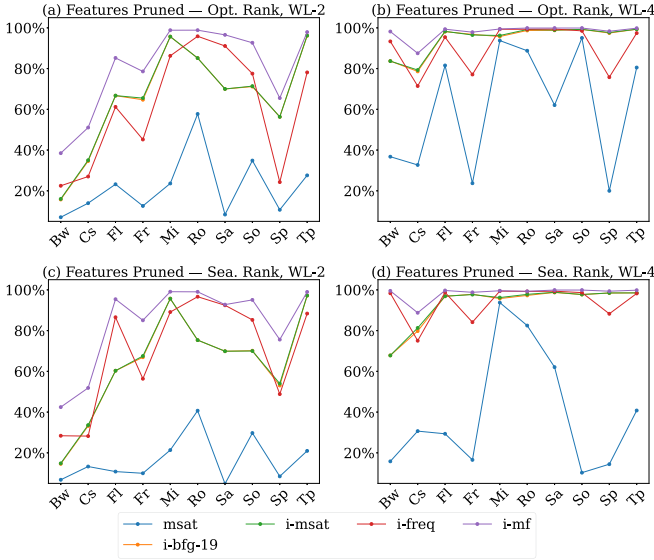 (a) Features Pruned — Opt. Rank, WL-2
100%
80%
60%
40%
20%
Bw Cs Fl Fr Mi Ro Sa So Sp Tp
(b) Features Pruned — Opt. Rank, WL-4
100%
80%
60%
40%
20%
Bw Cs Fl Fr Mi Ro Sa So Sp Tp
(c) Features Pruned — Sea. Rank, WL-2
100%
80%
60%
40%
20%
Bw Cs Fl Fr Mi Ro Sa So Sp Tp
(d) Features Pruned — Sea. Rank, WL-4
100%
80%
60%
40%
20%
Bw Cs Fl Fr Mi Ro Sa So Sp Tp
msat i-msat i-freq i-mf
i-bfg-19